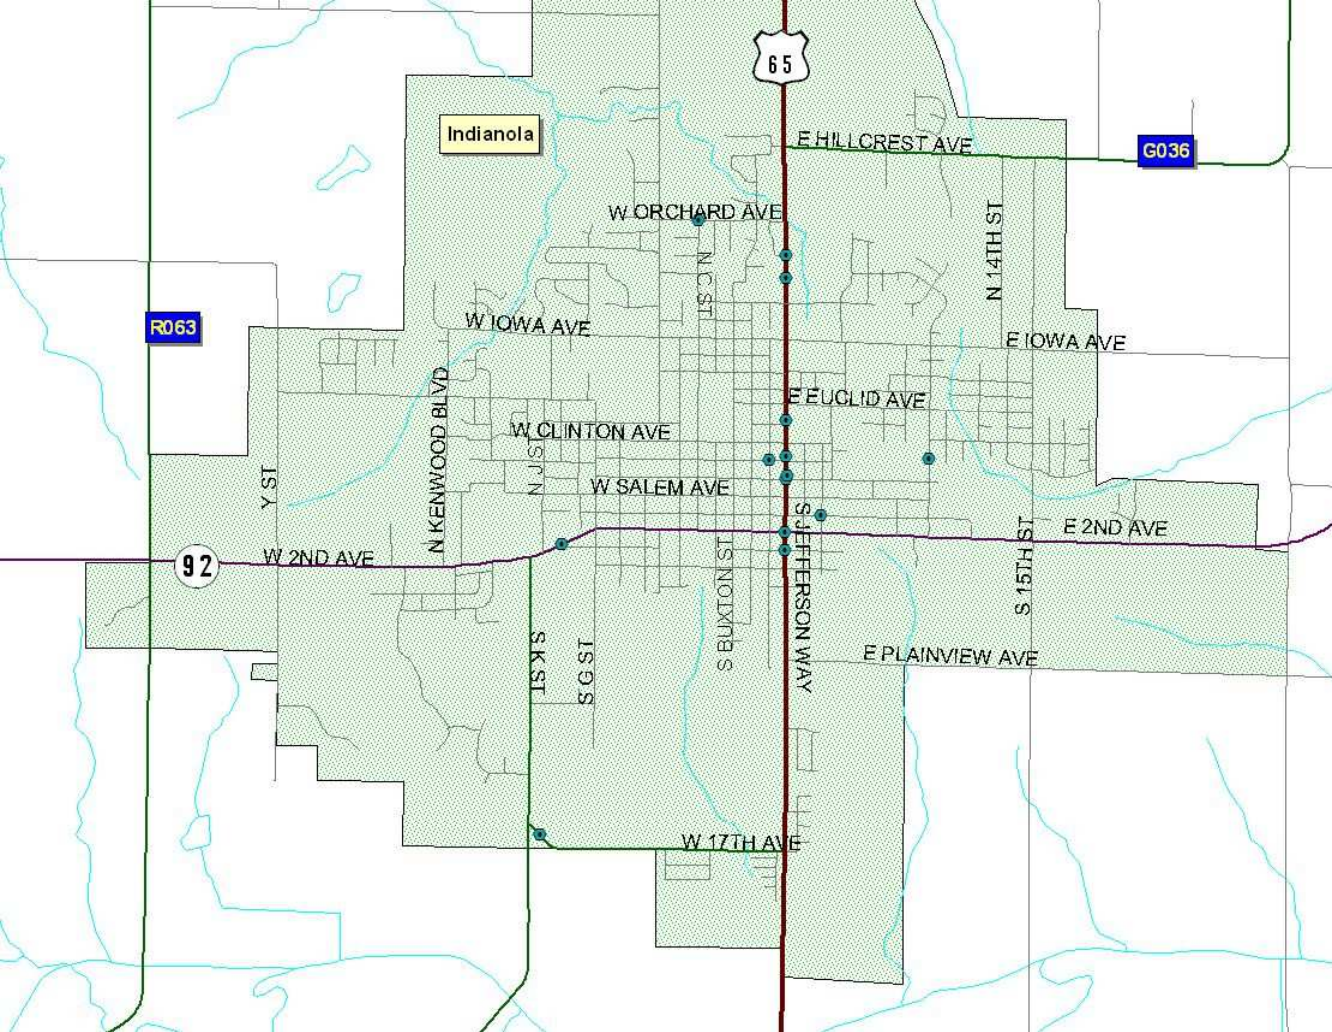 65
Indianola
E HILLCREST AVE
G036
W ORCHARD AVE
N 14TH ST
N C ST
R063
W IOWA AVE
E IOWA AVE
N KENWOOD BLVD
E EUCLID AVE
W CLINTON AVE
N J ST
Y ST
W SALEM AVE
S JEFFERSON WAY
E 2ND AVE
S 15TH ST
92
W 2ND AVE
S BUXTON ST
S K ST
S G ST
E PLAINVIEW AVE
W 17TH AVE